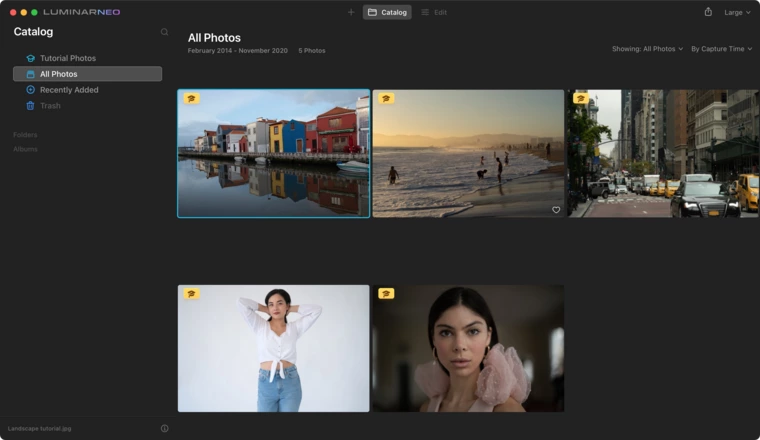 LUMINARNEO
Catalog
Edit
Large
Catalog
All Photos
February 2014 - November 2020
5 Photos
Showing: All Photos
By Capture Time
Tutorial Photos
All Photos
Recently Added
Trash
Folders
Albums
Landscape tutorial.jpg